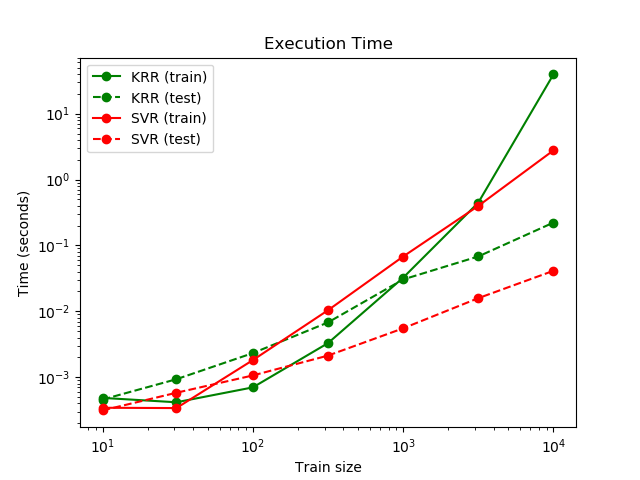 Execution Time
KRR (train)
KRR (test)
SVR (train)
SVR (test)
Time (seconds)
10¹
10⁰
10⁻¹
10⁻²
10⁻³
10¹
10²
10³
10⁴
Train size